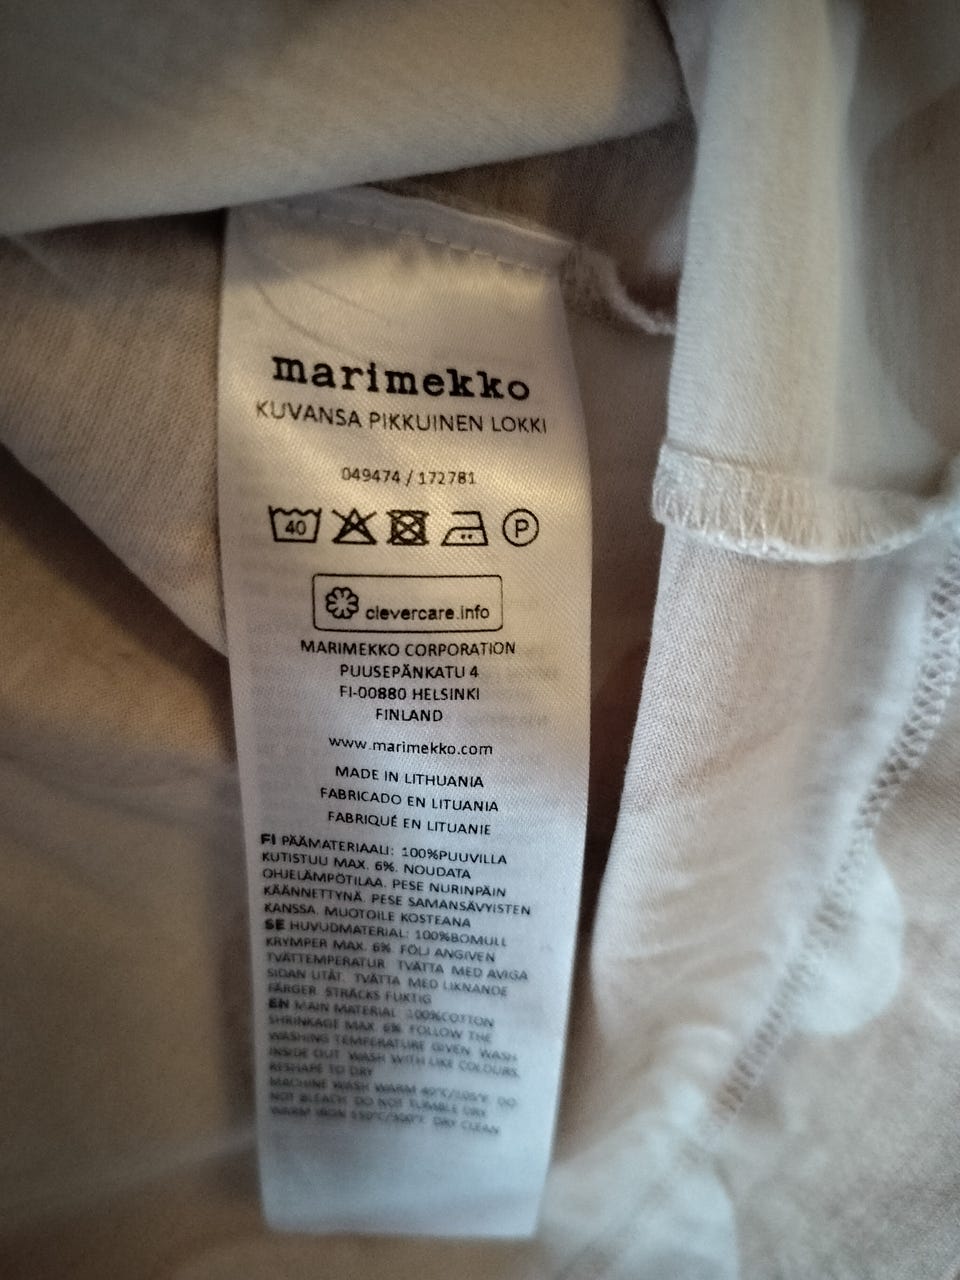 marimekko
KUVANSA PIKKUINEN LOKKI
049474 / 172781
40
P
clevercare.info
MARIMEKKO CORPORATION
PUUSEPÄNKATU 4
FI-00880 HELSINKI
FINLAND
www.marimekko.com
MADE IN LITHUANIA
FABRICADO EN LITUANIA
FABRIQUÉ EN LITUANIE
FI PÄÄMATERIAALI: 100%PUUVILLA
KUTISTUU MAX. 6%. NOUDATA
OHJELÄMPÖTILAA. PESE NURINPÄIN
KÄÄNNETTYNÄ. PESE SAMANSÄVYISTEN
KANSSA. MUOTOILE KOSTEANA
SE HUVUDMATERIAL: 100%BOMULL
KRYMPER MAX. 6%. FÖLJ ANGIVEN
TVÄTTEMPERATUR. TVÄTTA MED AVIGA
SIDAN UTÅT. TVÄTTA MED LIKNANDE
FÄRGER. STRÄCKS FUKTIG
EN MAIN MATERIAL: 100%COTTON
SHRINKAGE MAX. 6%. FOLLOW THE
WASHING TEMPERATURE GIVEN. WASH
INSIDE OUT. WASH WITH LIKE COLOURS.
RESHAPE TO DRY
MACHINE WASH WARM 40°C/105°F. DO
NOT BLEACH. DO NOT TUMBLE DRY.
WARM IRON 150°C/300°F. DRY CLEAN